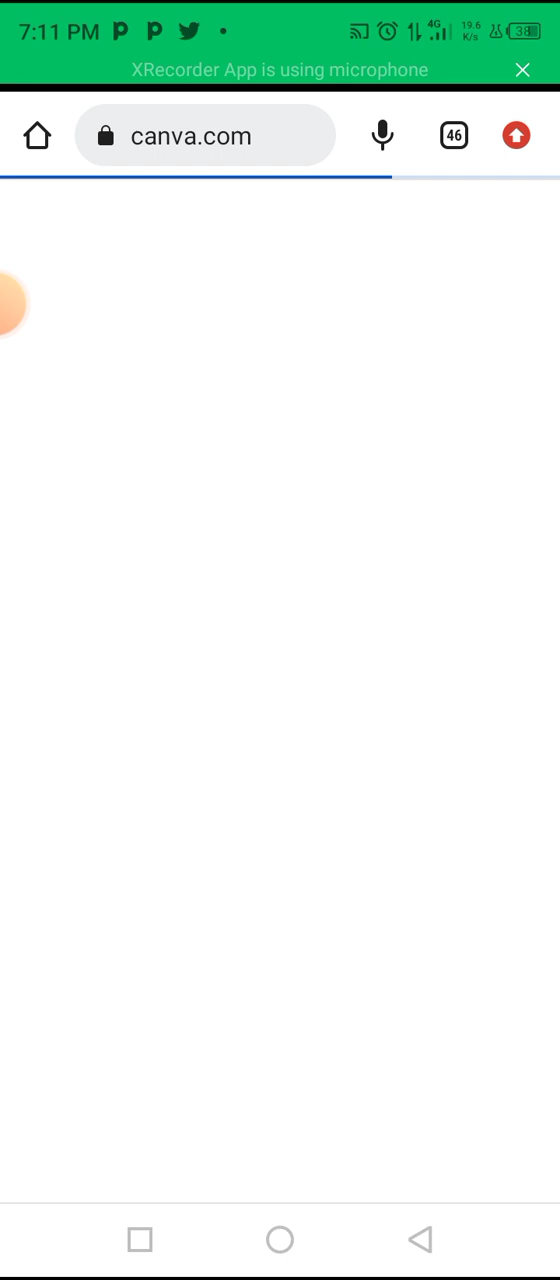 7:11 PM
4G
19.6 K/s
38
XRecorder App is using microphone
canva.com
46